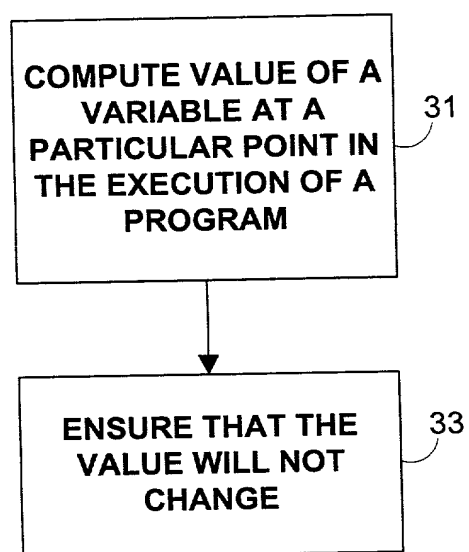 COMPUTE VALUE OF A
VARIABLE AT A
PARTICULAR POINT IN
THE EXECUTION OF A
PROGRAM
31
ENSURE THAT THE
VALUE WILL NOT
CHANGE
33